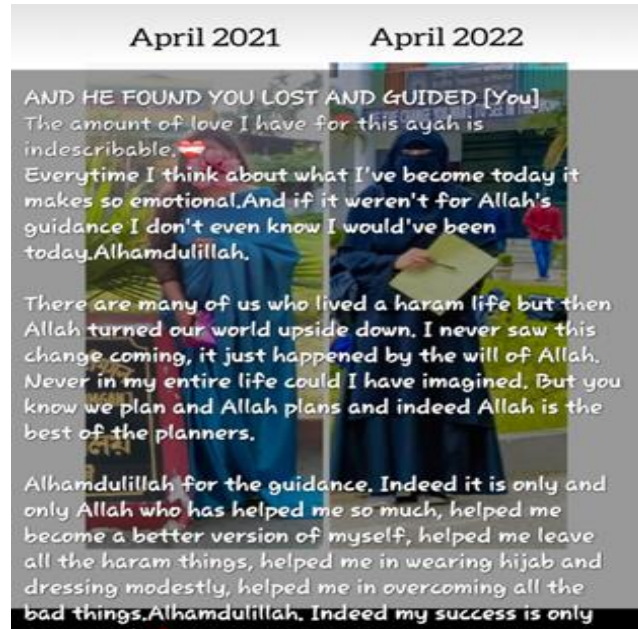 April 2021 April 2022
AND HE FOUND YOU LOST AND GUIDED [You]
The amount of love I have for this ayah is
indescribable.❤
Everytime I think about what I've become today it
makes so emotional.And if it weren't for Allah's
guidance I don't even know I would've been
today.Alhamdulillah.
There are many of us who lived a haram life but then
Allah turned our world upside down. I never saw this
change coming, it just happened by the will of Allah.
Never in my entire life could I have imagined. But you
know we plan and Allah plans and indeed Allah is the
best of the planners.
Alhamdulillah for the guidance. Indeed it is only and
only Allah who has helped me so much, helped me
become a better version of myself, helped me leave
all the haram things, helped me in wearing hijab and
dressing modestly, helped me in overcoming all the
bad things.Alhamdulillah. Indeed my success is only